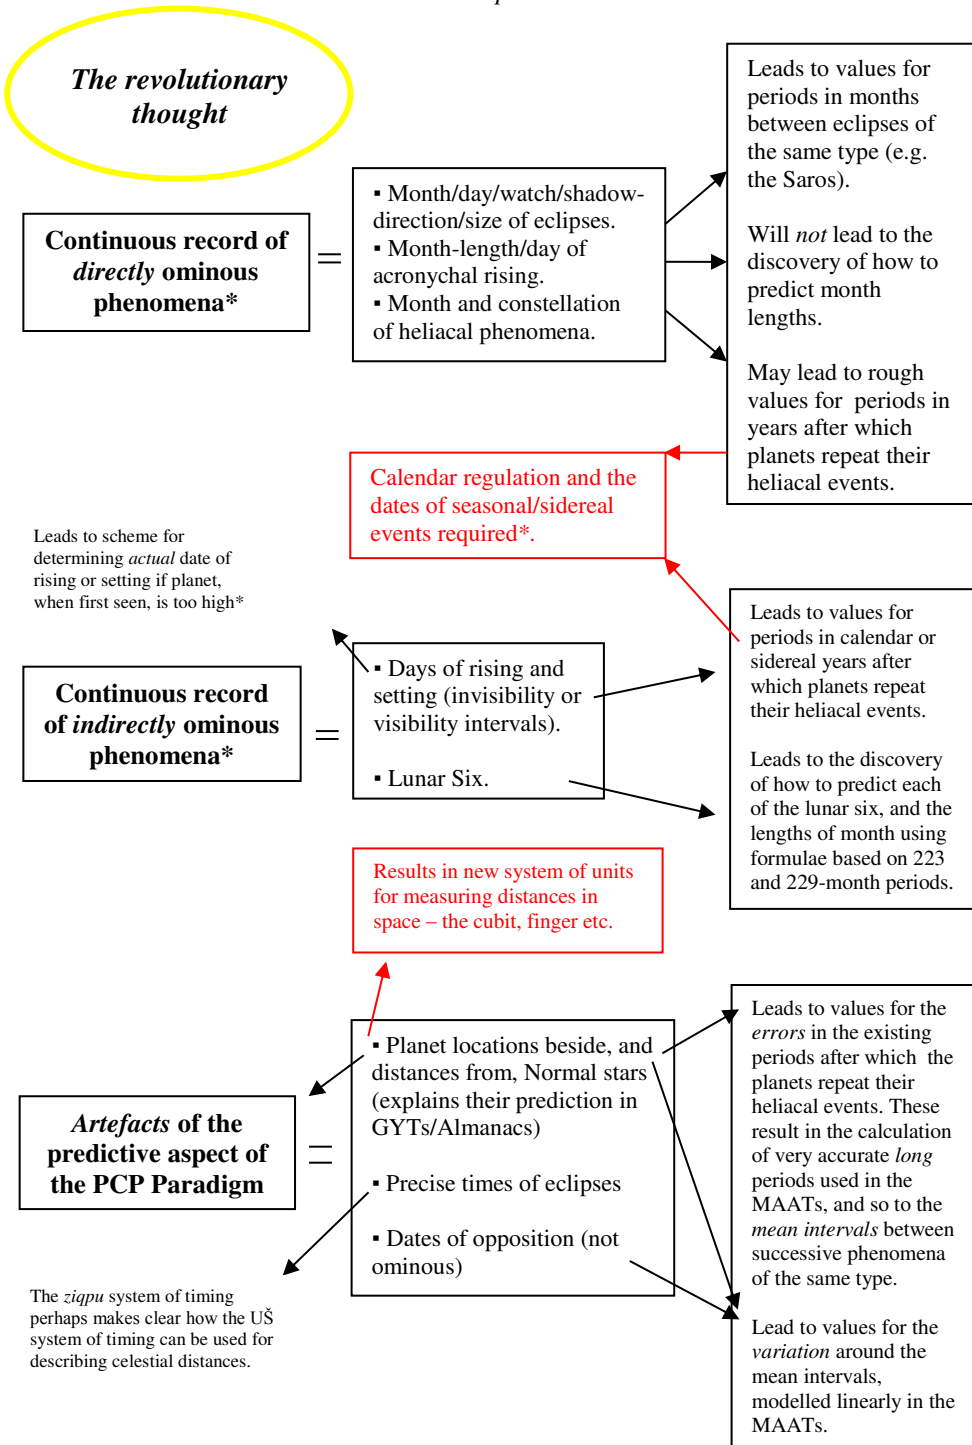 The revolutionary
thought
Continuous record of
directly ominous
phenomena*
=
▪ Month/day/watch/shadow-
direction/size of eclipses.
▪ Month-length/day of
acronychal rising.
▪ Month and constellation
of heliacal phenomena.
Leads to values for
periods in months
between eclipses of
the same type (e.g.
the Saros).
Will not lead to the
discovery of how to
predict month
lengths.
May lead to rough
values for periods in
years after which
planets repeat their
heliacal events.
Calendar regulation and the
dates of seasonal/sidereal
events required*.
Leads to scheme for
determining actual date of
rising or setting if planet,
when first seen, is too high*
Continuous record
of indirectly ominous
phenomena*
=
▪ Days of rising and
setting (invisibility or
visibility intervals).
▪ Lunar Six.
Leads to values for
periods in calendar or
sidereal years after
which planets repeat
their heliacal events.
Leads to the discovery
of how to predict each
of the lunar six, and the
lengths of month using
formulae based on 223
and 229-month periods.
Results in new system of units
for measuring distances in
space – the cubit, finger etc.
Artefacts of the
predictive aspect of
the PCP Paradigm
=
▪ Planet locations beside, and
distances from, Normal stars
(explains their prediction in
GYTs/Almanacs)
▪ Precise times of eclipses
▪ Dates of opposition (not
ominous)
Leads to values for the
errors in the existing
periods after which the
planets repeat their
heliacal events. These
result in the calculation
of very accurate long
periods used in the
MAATs, and so to the
mean intervals between
successive phenomena
of the same type.
Lead to values for the
variation around the
mean intervals,
modelled linearly in the
MAATs.
The ziqpu system of timing
perhaps makes clear how the UŠ
system of timing can be used for
describing celestial distances.